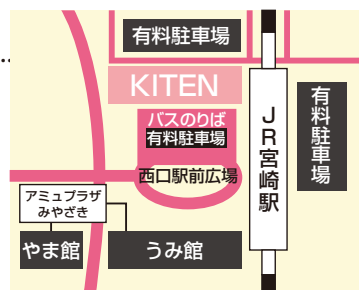 有料駐車場
KITEN
バスのりば
有料駐車場
西口駅前広場
JR宮崎駅
有料駐車場
アミュプラザ
みやざき
やま館
うみ館